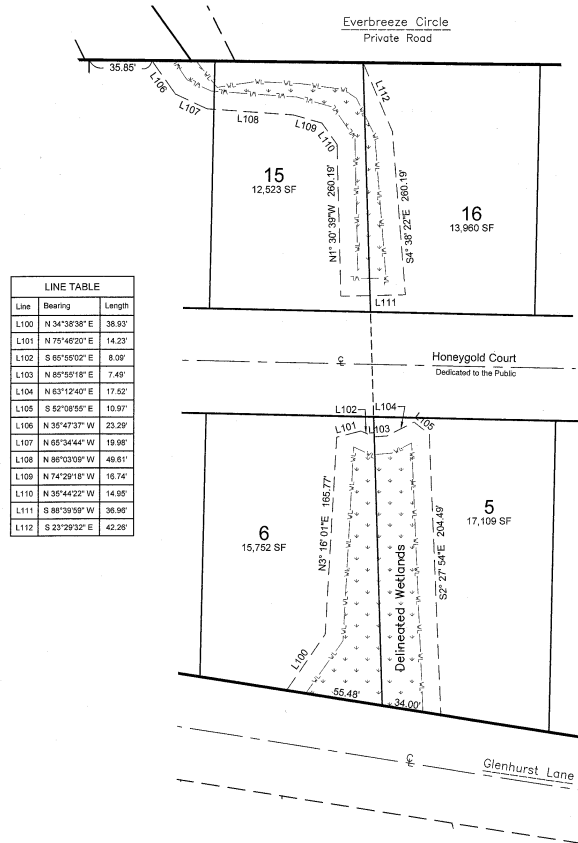 Everbreeze Circle
Private Road
35.85'
L106
L107
L108
L109
L110
L112
15
12,523 SF
N1° 30' 39"W 260.19'
S4° 38' 22"E 260.19'
16
13,960 SF
L111
LINE TABLE
Line Bearing Length
L100 N 34°38'38" E 38.93'
L101 N 75°46'20" E 14.23'
L102 S 65°55'02" E 8.09'
L103 N 85°55'18" E 7.49'
L104 N 63°12'40" E 17.52'
L105 S 52°08'55" E 10.97'
L106 N 35°47'37" W 23.29'
L107 N 65°34'44" W 19.98'
L108 N 86°03'09" W 49.61'
L109 N 74°29'18" W 16.74'
L110 N 35°44'22" W 14.95'
L111 S 88°39'59" W 36.96'
L112 S 23°29'32" E 42.26'
Honeygold Court
Dedicated to the Public
L102
L104
L101
L103
L105
6
15,752 SF
N3° 16' 01"E 165.77'
Delineated Wetlands
S2° 27' 54"E 204.49'
5
17,109 SF
L100
55.48'
34.00'
Glenhurst Lane